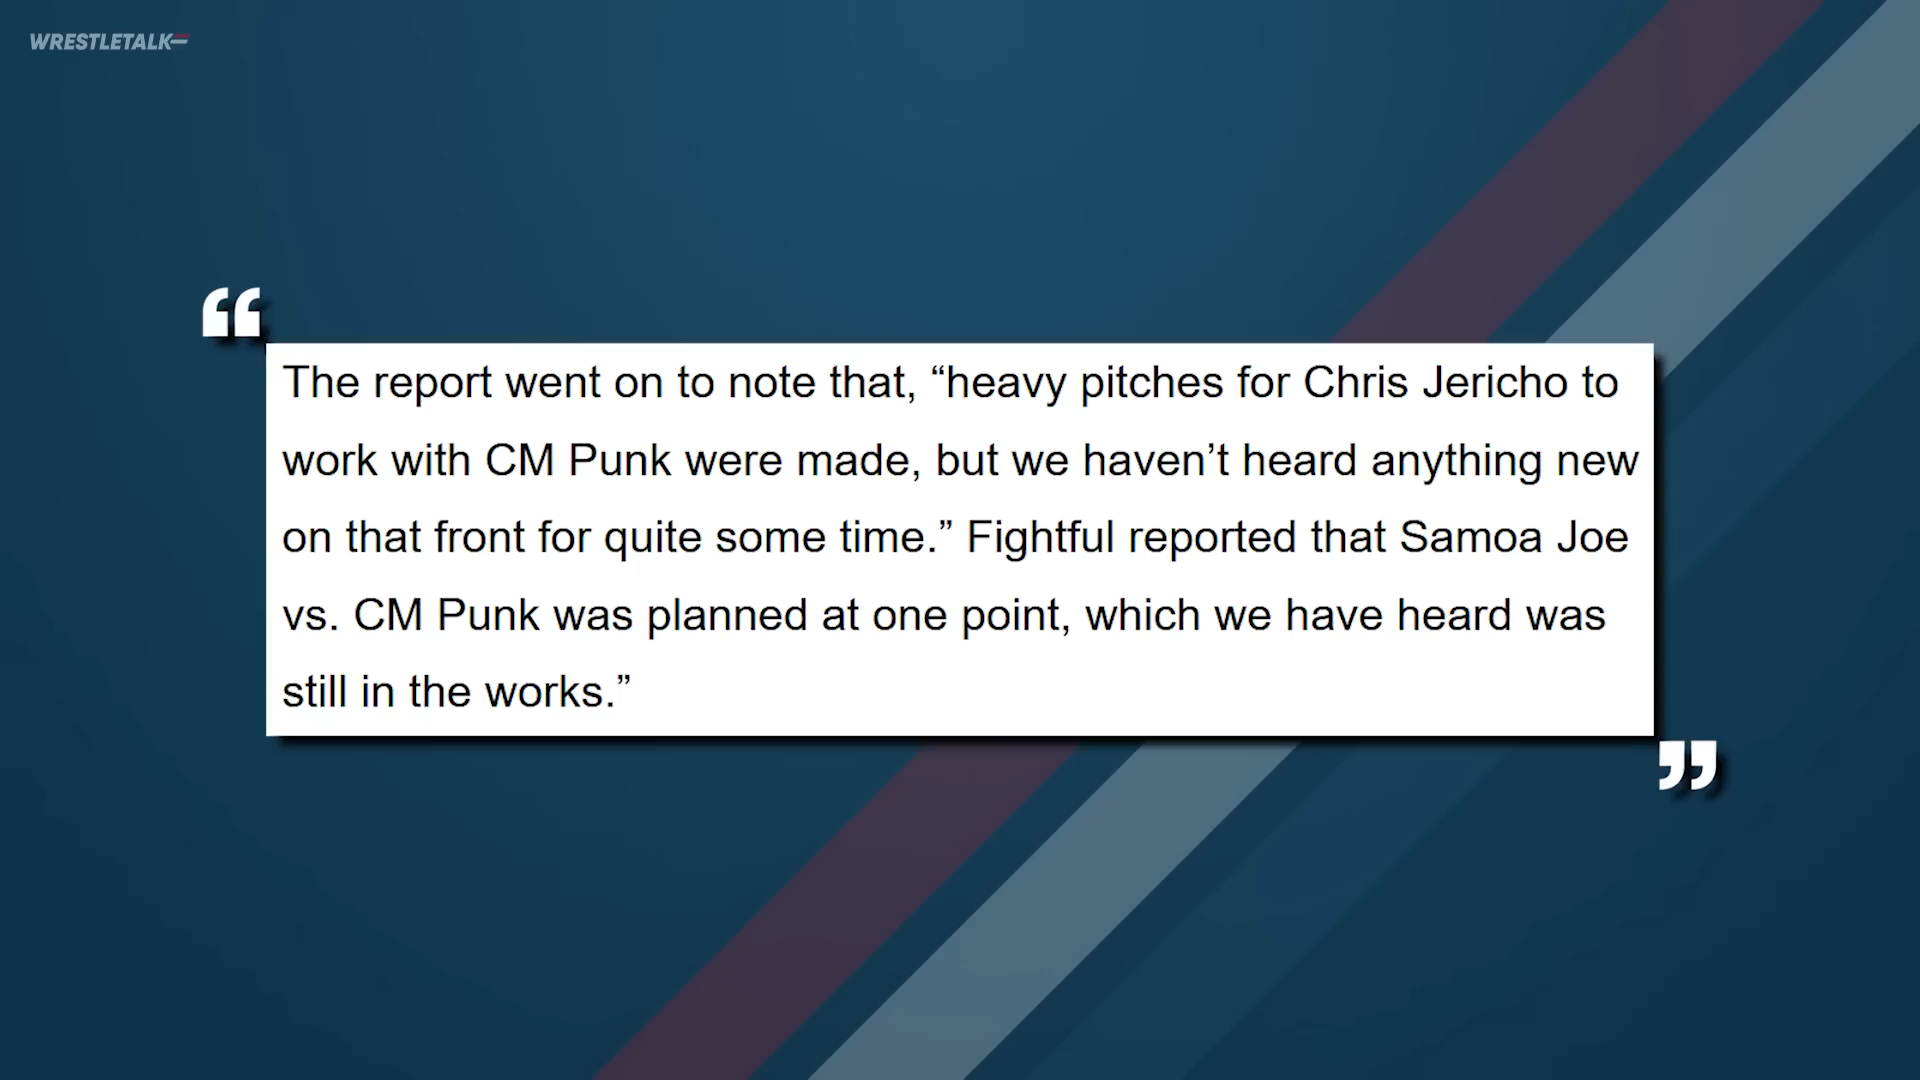 WRESTLETALK
“
The report went on to note that, “heavy pitches for Chris Jericho to
work with CM Punk were made, but we haven’t heard anything new
on that front for quite some time.” Fightful reported that Samoa Joe
vs. CM Punk was planned at one point, which we have heard was
still in the works.”
”